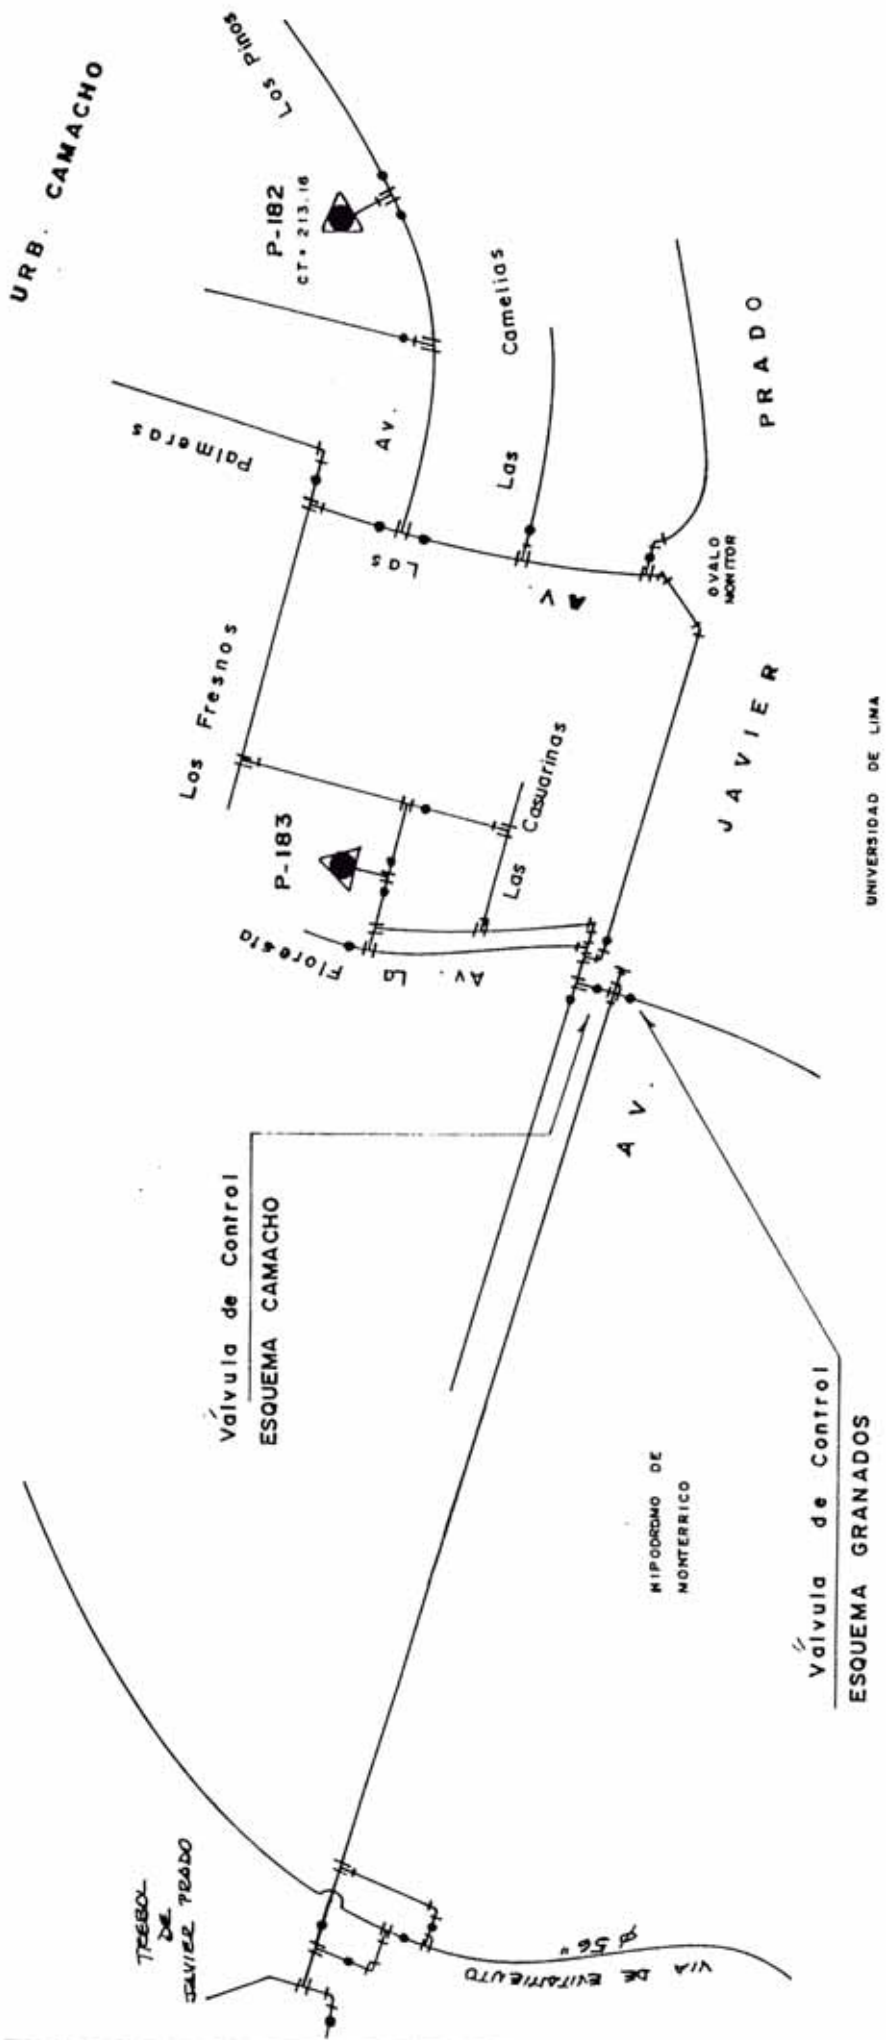 URB. CAMACHO
Los Pinos
P-182
CT• 213.16
Camelias
Las
Av.
Palmeras
Las
AV.
PRADO
OVALO
MONITOR
Los Fresnos
P-183
Casuarinas
Las
JAVIER
UNIVERSIDAD DE LIMA
Av. La Floresta
AV.
Válvula de Control
ESQUEMA CAMACHO
HIPODROMO DE
MONTERRICO
Válvula de Control
ESQUEMA GRANADOS
TREBOL
DE
JAVIER PRADO
VIA DE EVITAMIENTO
Ø 56"